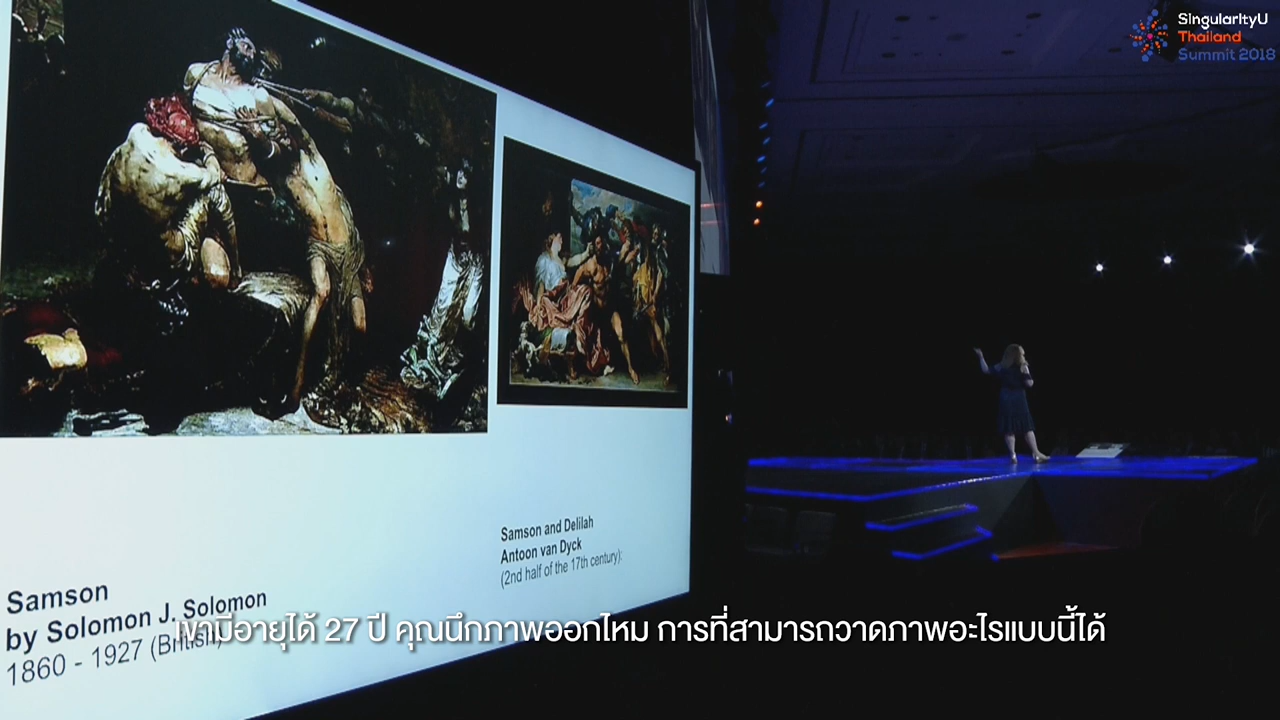 SingularityU
Thailand
Summit 2018
Samson and Delilah
Antoon van Dyck
(2nd half of the 17th century):
Samson
by Solomon J. Solomon
1860 - 1927 (British)
เขามีอายุได้ 27 ปี คุณนึกภาพออกไหม การที่สามารถวาดภาพอะไรแบบนี้ได้